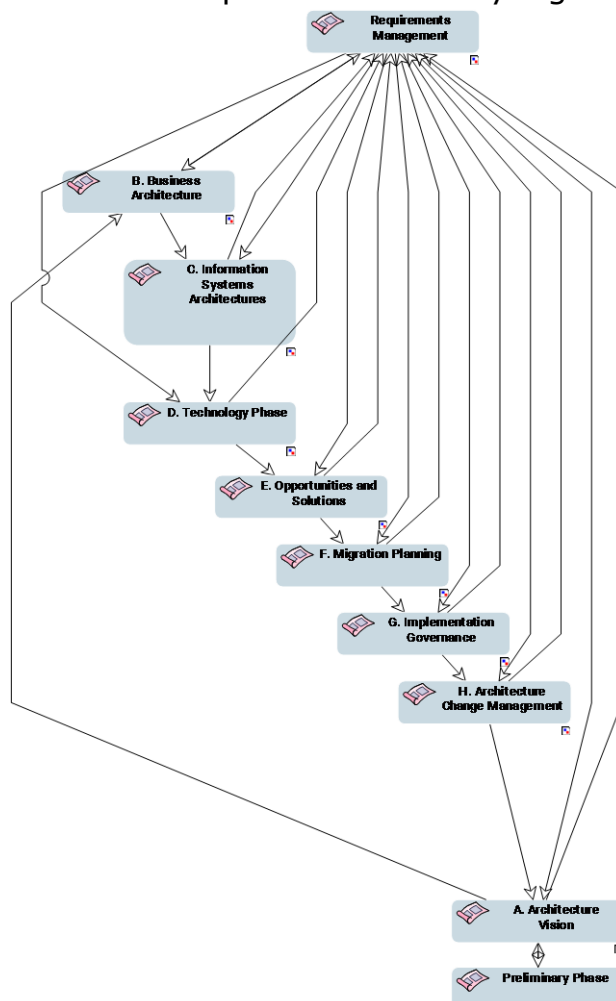 Requirements
Management
B. Business
Architecture
C. Information
Systems
Architectures
D. Technology Phase
E. Opportunities and
Solutions
F. Migration Planning
G. Implementation
Governance
H. Architecture
Change Management
A. Architecture
Vision
Preliminary Phase